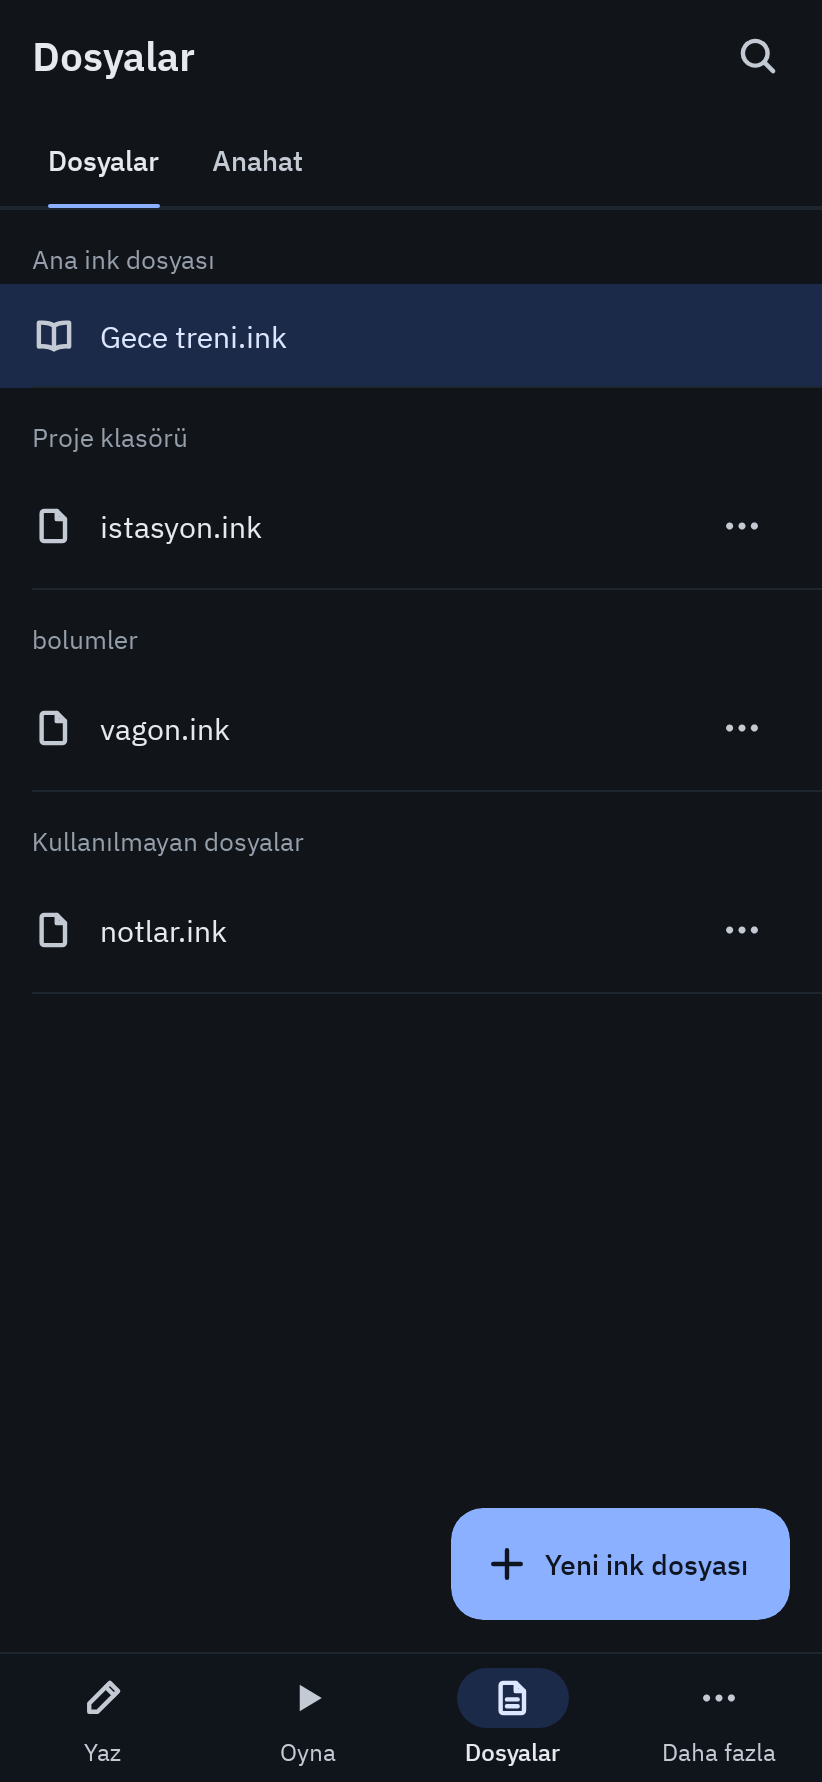 Dosyalar
Dosyalar
Anahat
Ana ink dosyası
Gece treni.ink
Proje klasörü
istasyon.ink
bolumler
vagon.ink
Kullanılmayan dosyalar
notlar.ink
Yeni ink dosyası
Yaz
Oyna
Dosyalar
Daha fazla